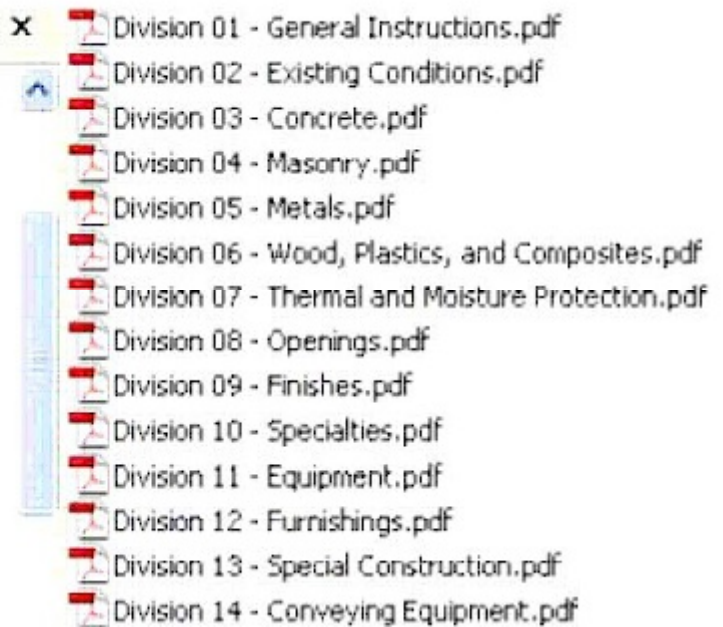 Division 01 - General Instructions.pdf
Division 02 - Existing Conditions.pdf
Division 03 - Concrete.pdf
Division 04 - Masonry.pdf
Division 05 - Metals.pdf
Division 06 - Wood, Plastics, and Composites.pdf
Division 07 - Thermal and Moisture Protection.pdf
Division 08 - Openings.pdf
Division 09 - Finishes.pdf
Division 10 - Specialties.pdf
Division 11 - Equipment.pdf
Division 12 - Furnishings.pdf
Division 13 - Special Construction.pdf
Division 14 - Conveying Equipment.pdf